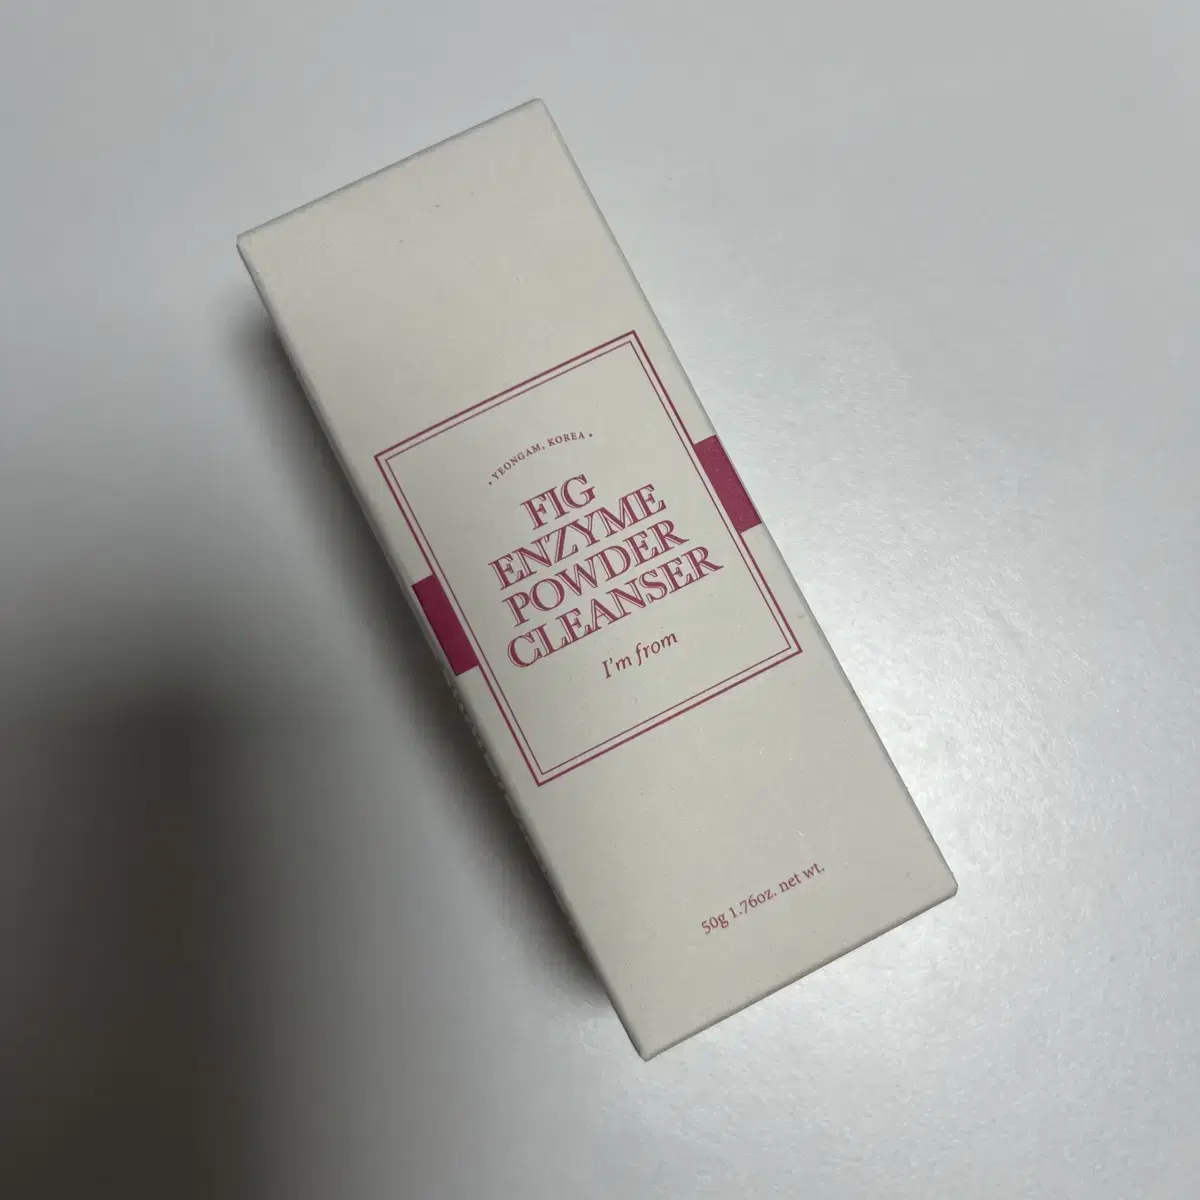 • YEONGAM, KOREA •
FIG
ENZYME
POWDER
CLEANSER
I'm from
50g 1.76oz. net wt.